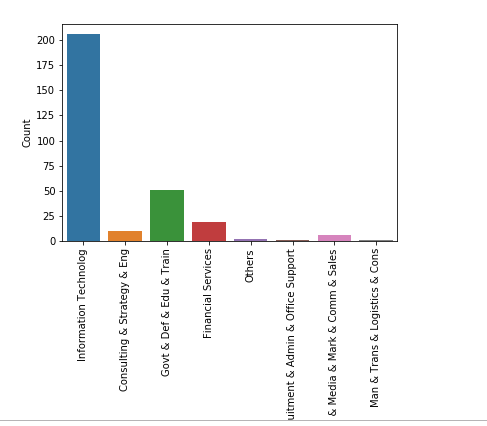 200
175
150
125
100
75
50
25
0
Count
Information Technolog
Consulting & Strategy & Eng
Govt & Def & Edu & Train
Financial Services
Others
uitment & Admin & Office Support
& Media & Mark & Comm & Sales
Man & Trans & Logistics & Cons